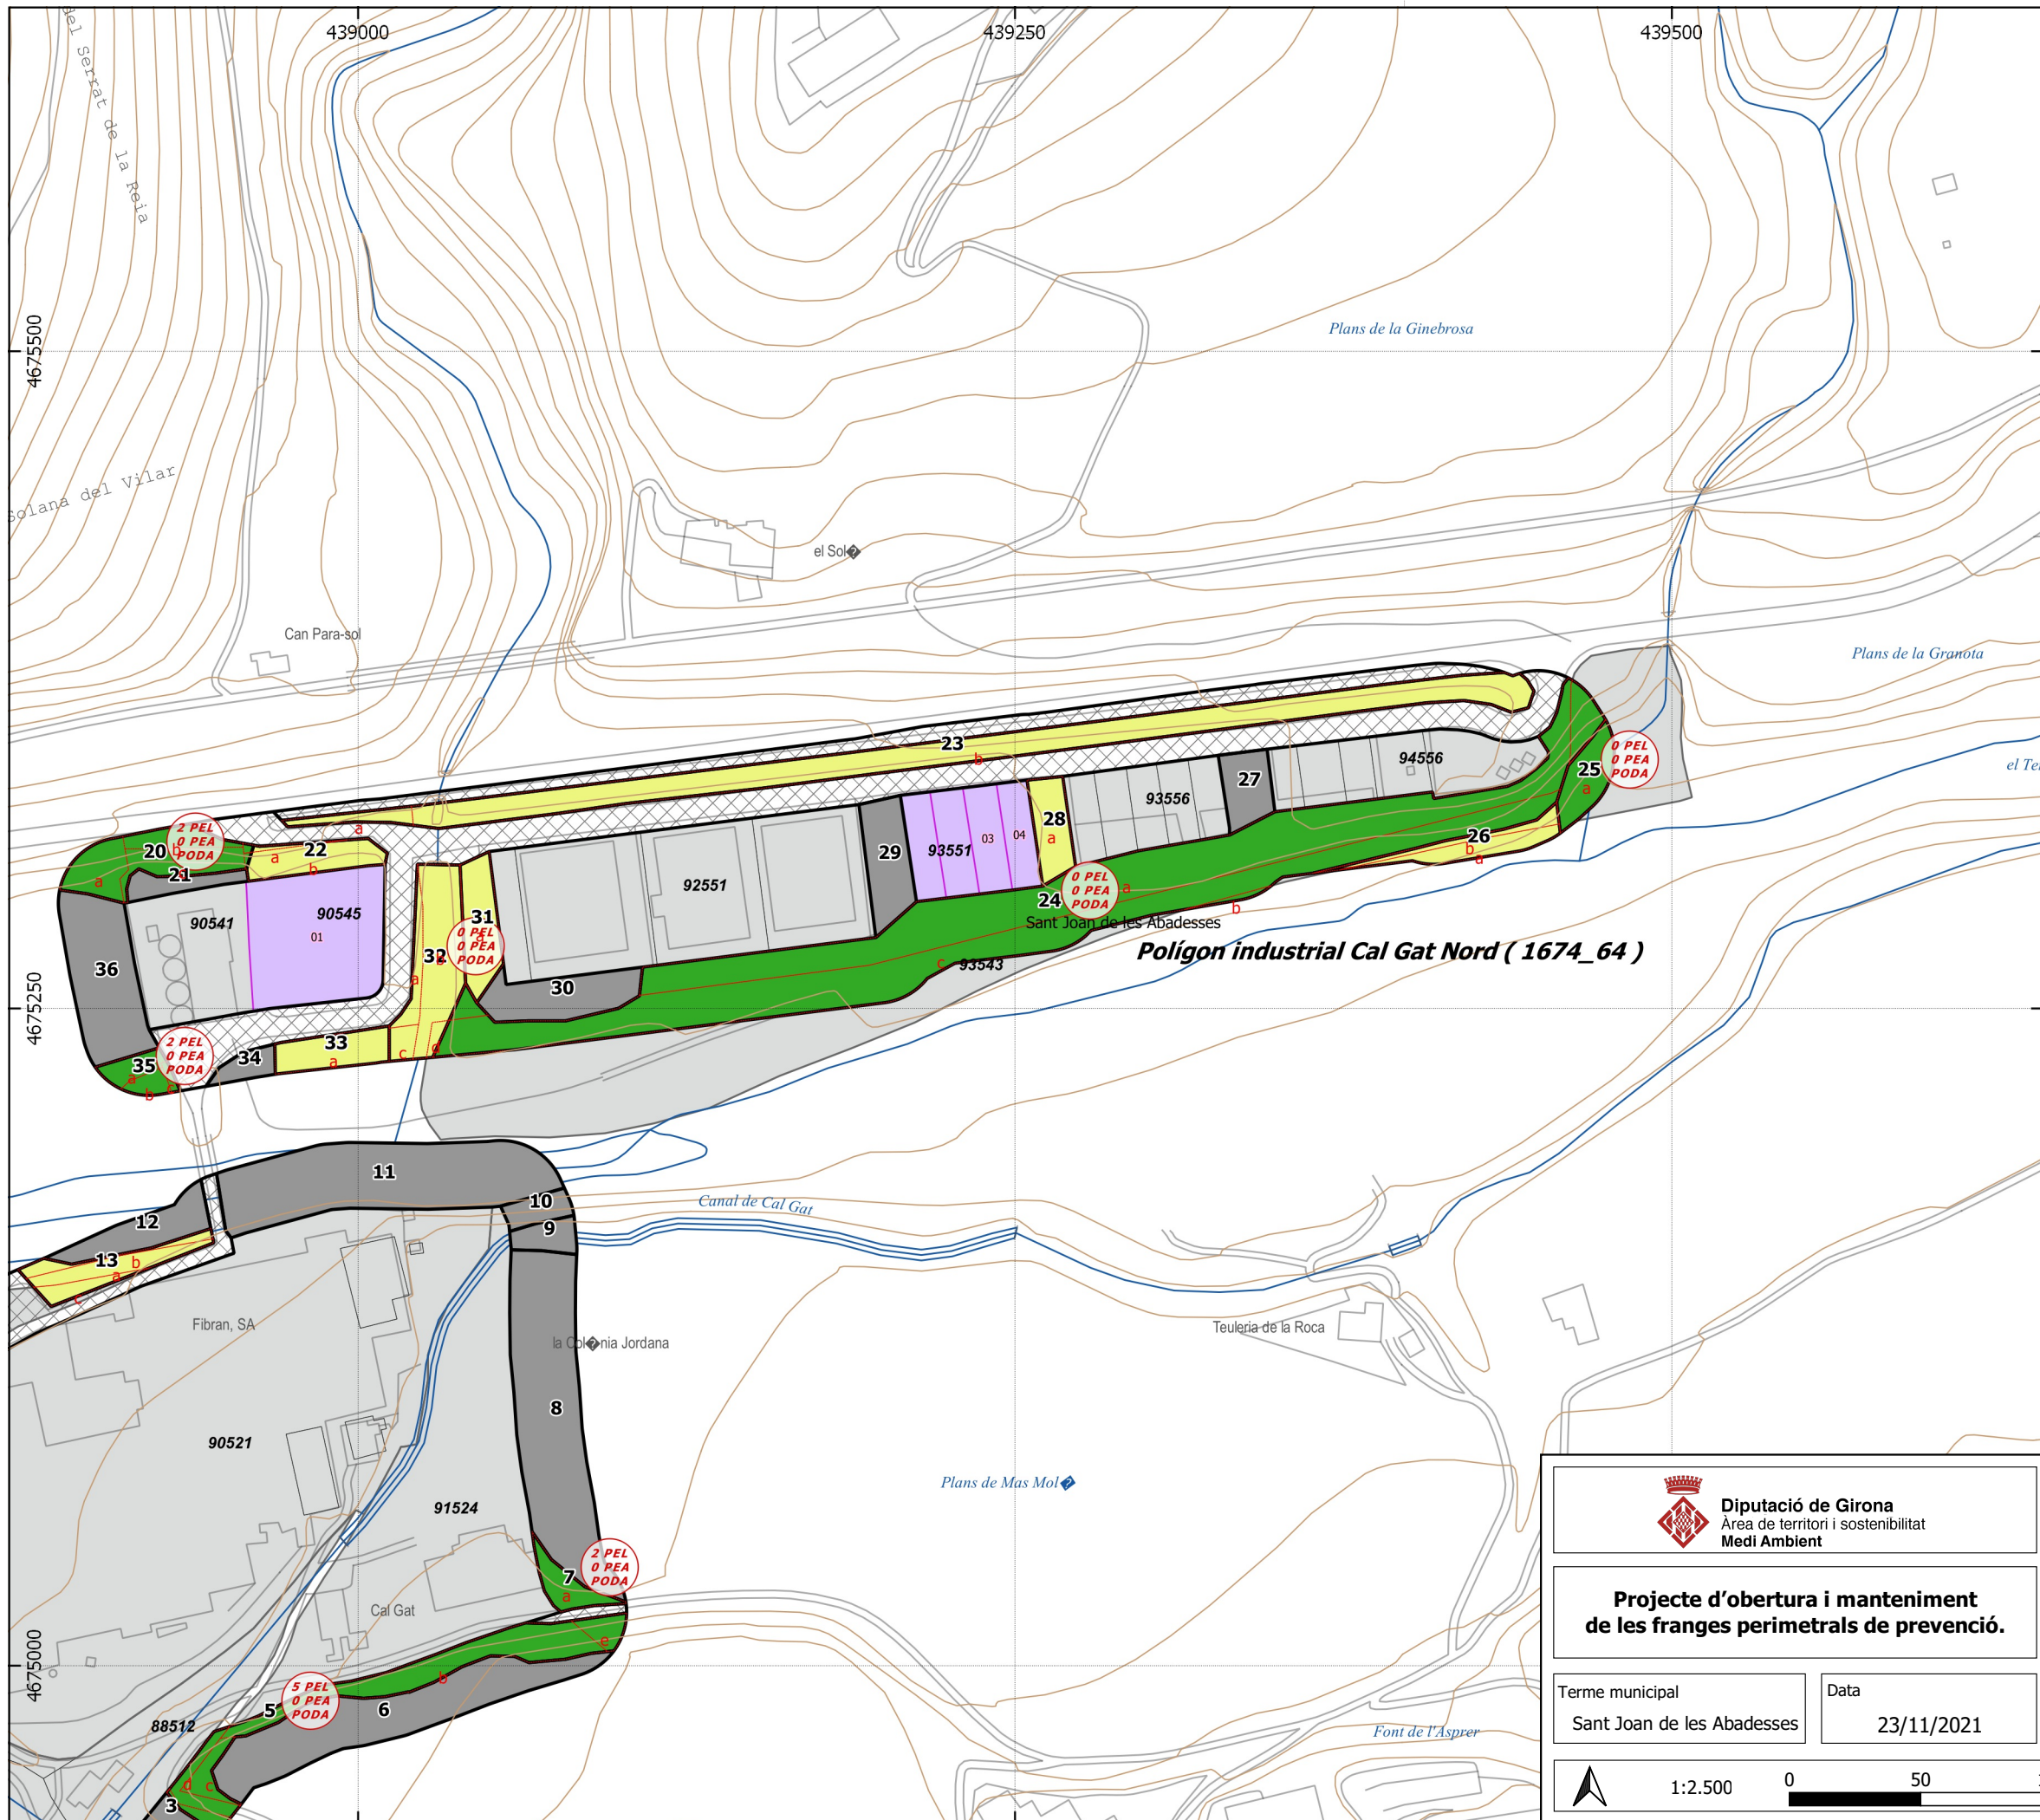 439000
439250
439500
del Serrat de la Reia
4675500
Plans de la Ginebrosa
Solana del Vilar
el Sol�
Can Para-sol
Plans de la Granota
23
b
94556
0 PEL
0 PEA
PODA
25
a
el Te
27
93556
28
a
03
04
93551
29
a
2 PEL
0 PEA
PODA
20
b
22
a
b
21
a
26
b
a
92551
0 PEL
0 PEA
PODA
a
24
b
90545
01
90541
31
0 PEL
0 PEA
PODA
a
32
b
a
Sant Joan de les Abadesses
Polígon industrial Cal Gat Nord ( 1674_64 )
c
93543
36
30
4675250
33
a
c
d
2 PEL
0 PEA
PODA
34
35
a
b
c
11
10
9
12
13
b
a
c
Canal de Cal Gat
Fibran, SA
la Col�nia Jordana
Teuleria de la Roca
8
90521
91524
Plans de Mas Mol�
2 PEL
0 PEA
PODA
7
a
Cal Gat
e
b
4675000
5 PEL
0 PEA
PODA
5
6
88512
d
c
3
Font de l'Asprer
Diputació de Girona
Àrea de territori i sostenibilitat
Medi Ambient
Projecte d’obertura i manteniment
de les franges perimetrals de prevenció.
Terme municipal
Sant Joan de les Abadesses
Data
23/11/2021
1:2.500
0
50